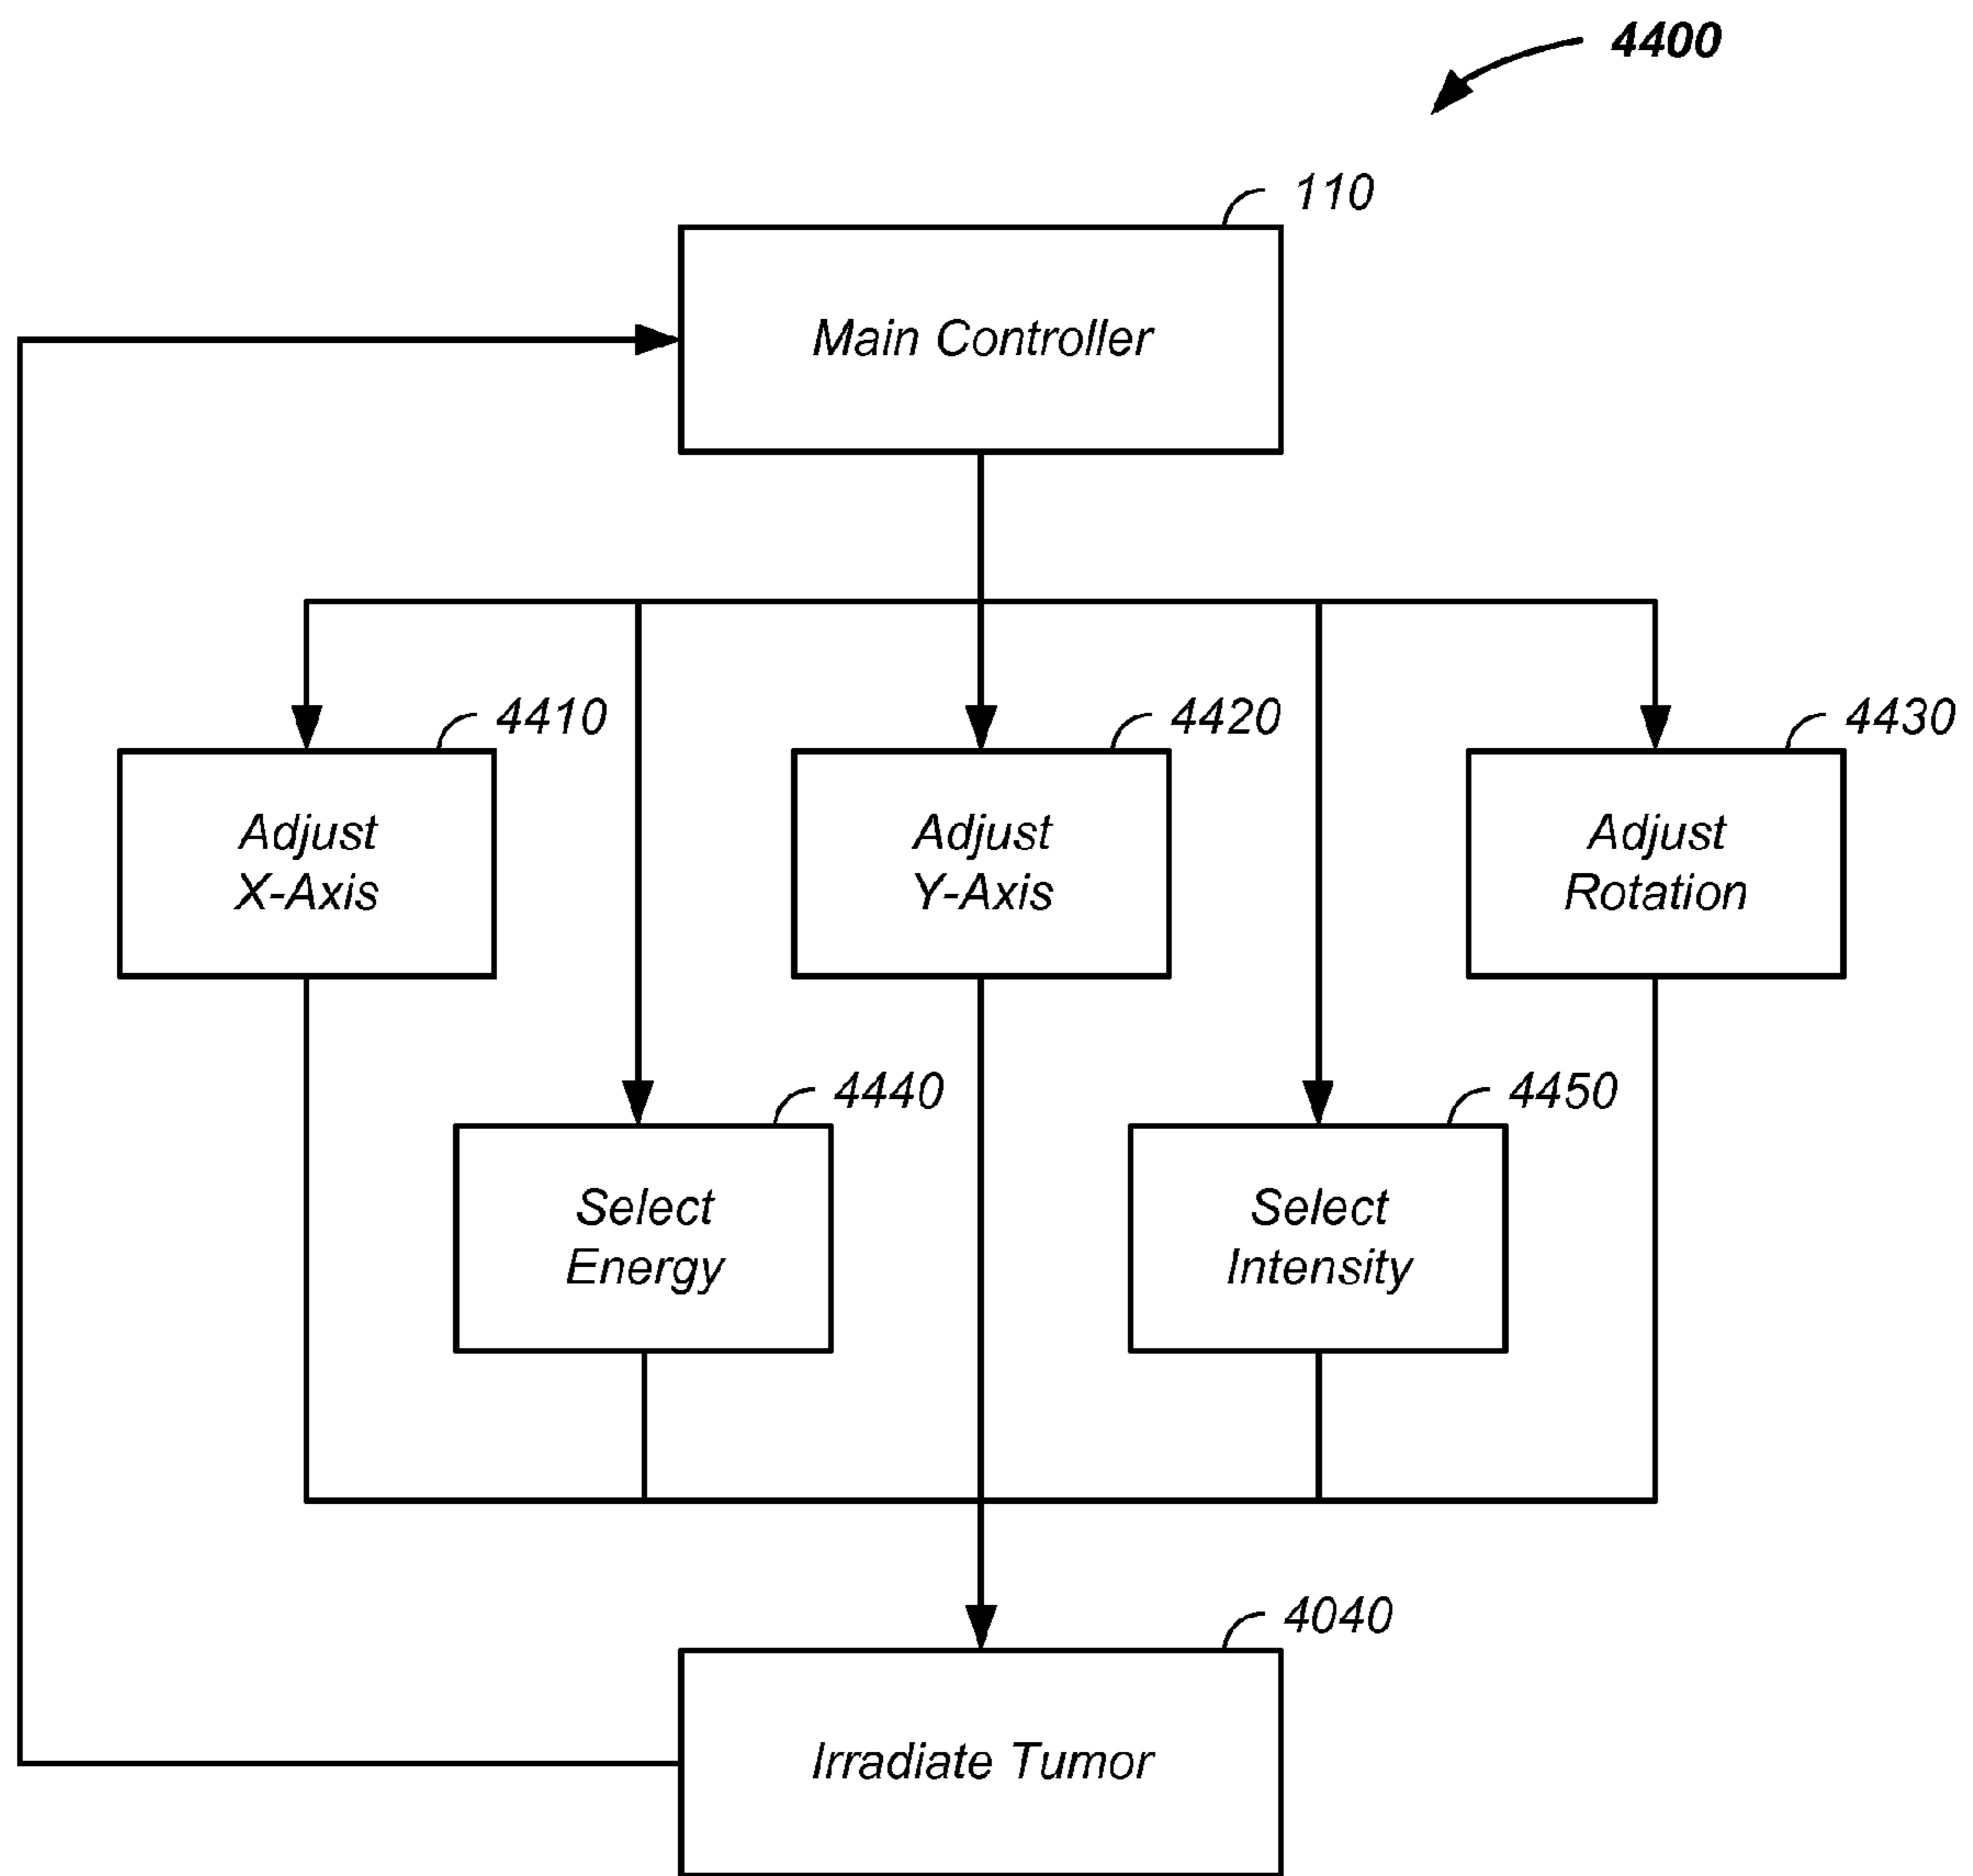 4400
110
Main Controller
4410
4420
4430
Adjust
X-Axis
Adjust
Y-Axis
Adjust
Rotation
4440
4450
Select
Energy
Select
Intensity
4040
Irradiate Tumor